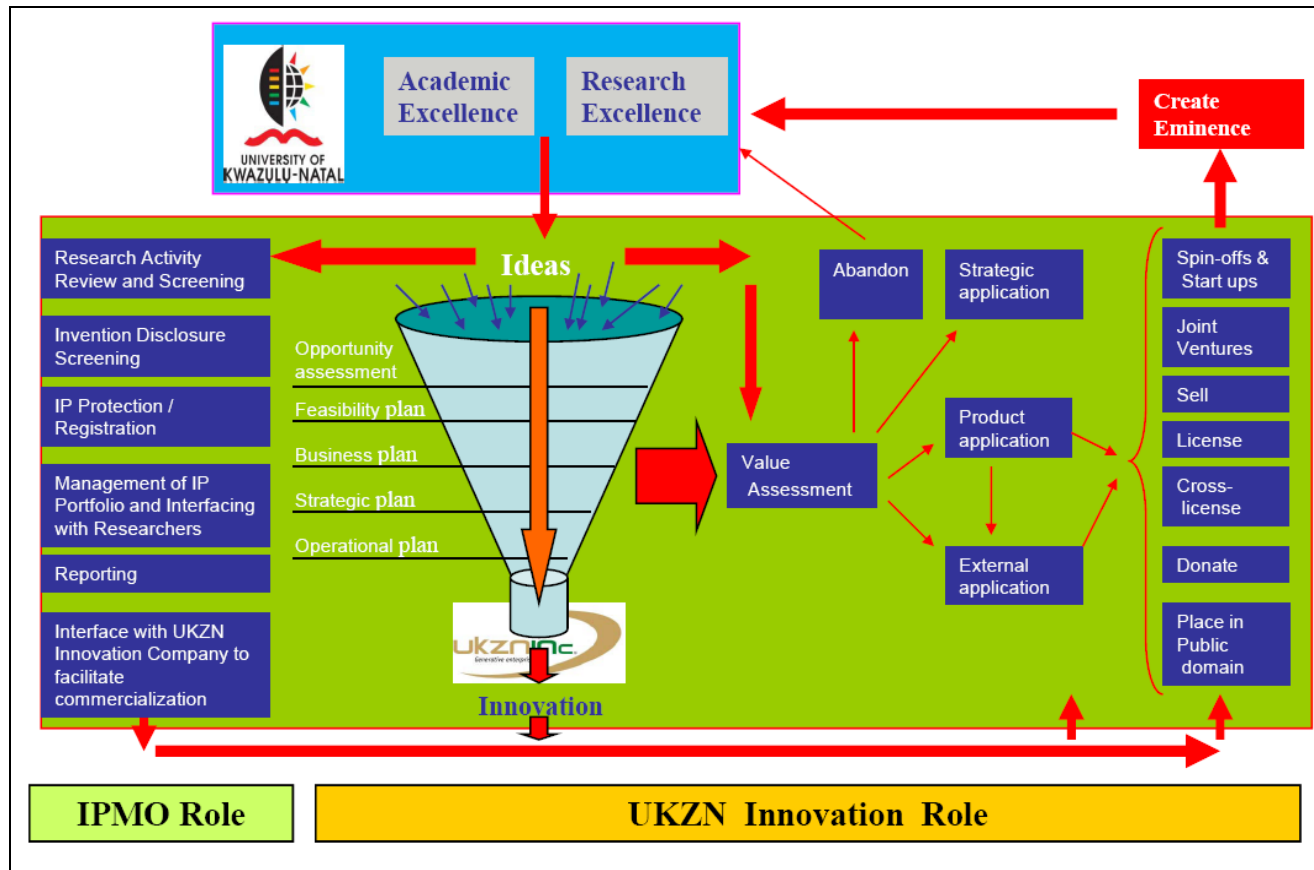 Academic
Excellence
Research
Excellence
UNIVERSITY OF
KWAZULU-NATAL
Create
Eminence
Ideas
Research Activity
Review and Screening
Invention Disclosure
Screening
IP Protection /
Registration
Management of IP
Portfolio and Interfacing
with Researchers
Reporting
Interface with UKZN
Innovation Company to
facilitate
commercialization
Opportunity
assessment
Feasibility plan
Business plan
Strategic plan
Operational plan
ukzninc.
Generative
Innovation
Value
Assessment
Abandon
Strategic
application
Product
application
External
application
Spin-offs &
Start ups
Joint
Ventures
Sell
License
Cross-
license
Donate
Place in
Public
domain
IPMO Role
UKZN Innovation Role